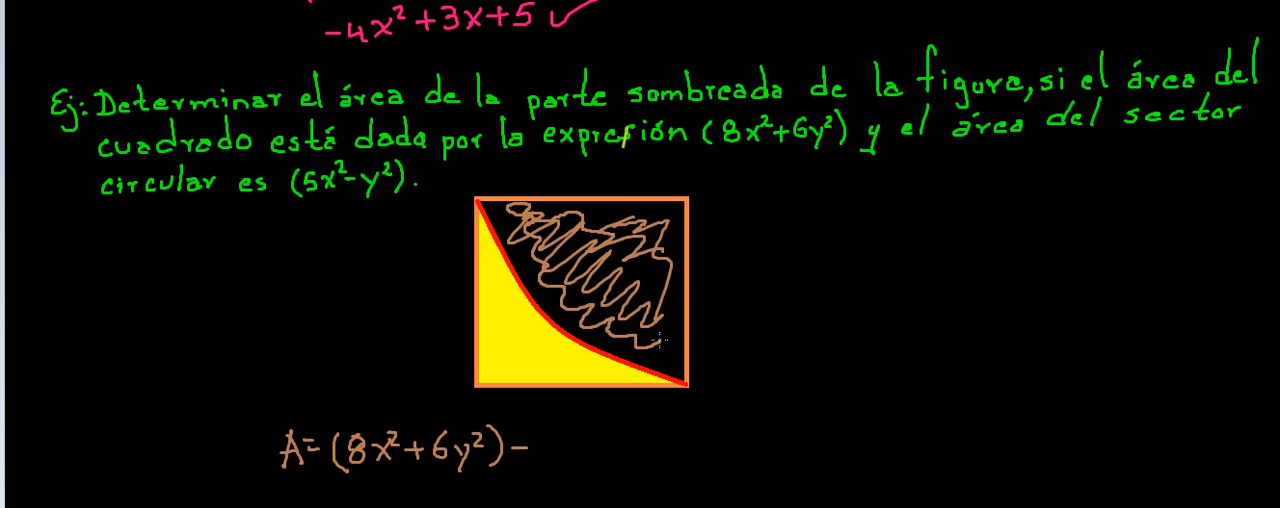 -4x²+3x+5 ✓
Ej: Determinar el área de la parte sombreada de la figura, si el área del
cuadrado está dada por la expresión (8x²+6y²) y el área del sector
circular es (5x²-y²).
A=(8x²+6y²)-